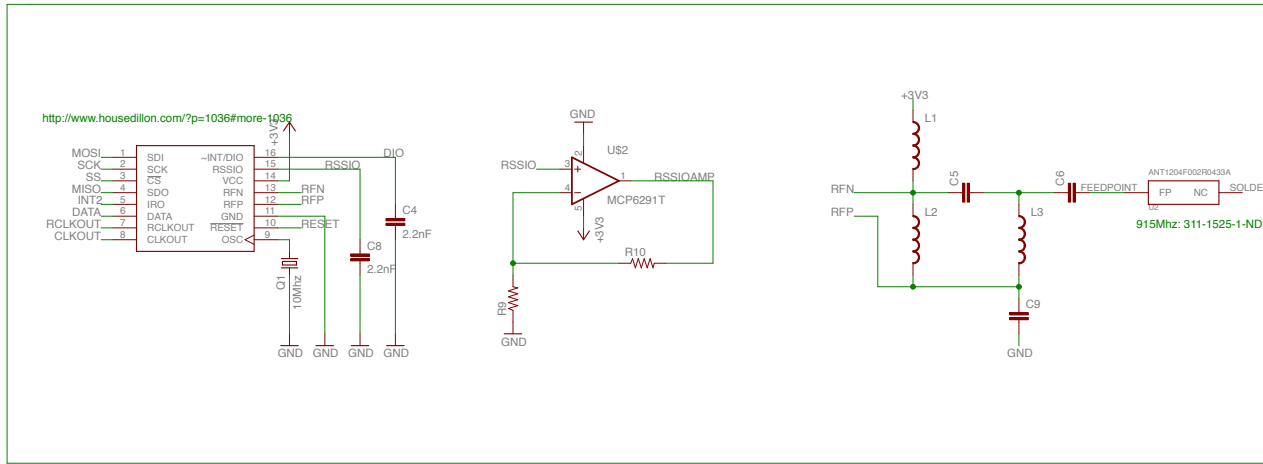 http://www.housedillon.com/?p=1036#more-1036
+3V3
MOSI 1 SDI ~INT/DIO 16 DIO
SCK 2 SCK RSSIO 15 RSSIO
SS 3 CS VCC 14
MISO 4 SDO RFN 13 RFN
INT2 5 IRO RFP 12 RFP
DATA 6 DATA GND 11
RCLKOUT 7 RCLKOUT RESET 10 RESET
CLKOUT 8 CLKOUT OSC 9
C4
2.2nF
C8
2.2nF
Q1
10Mhz
GND GND GND GND
GND
2
U$2
RSSIO 3
1 RSSIOAMP
4
MCP6291T
5
+3V3
R10
R9
GND
+3V3
L1
C5
C6
ANT1204F002R0433A
RFN
FEEDPOINT FP NC SOLDE
U2
RFP
L2
L3
915Mhz: 311-1525-1-ND
C9
GND